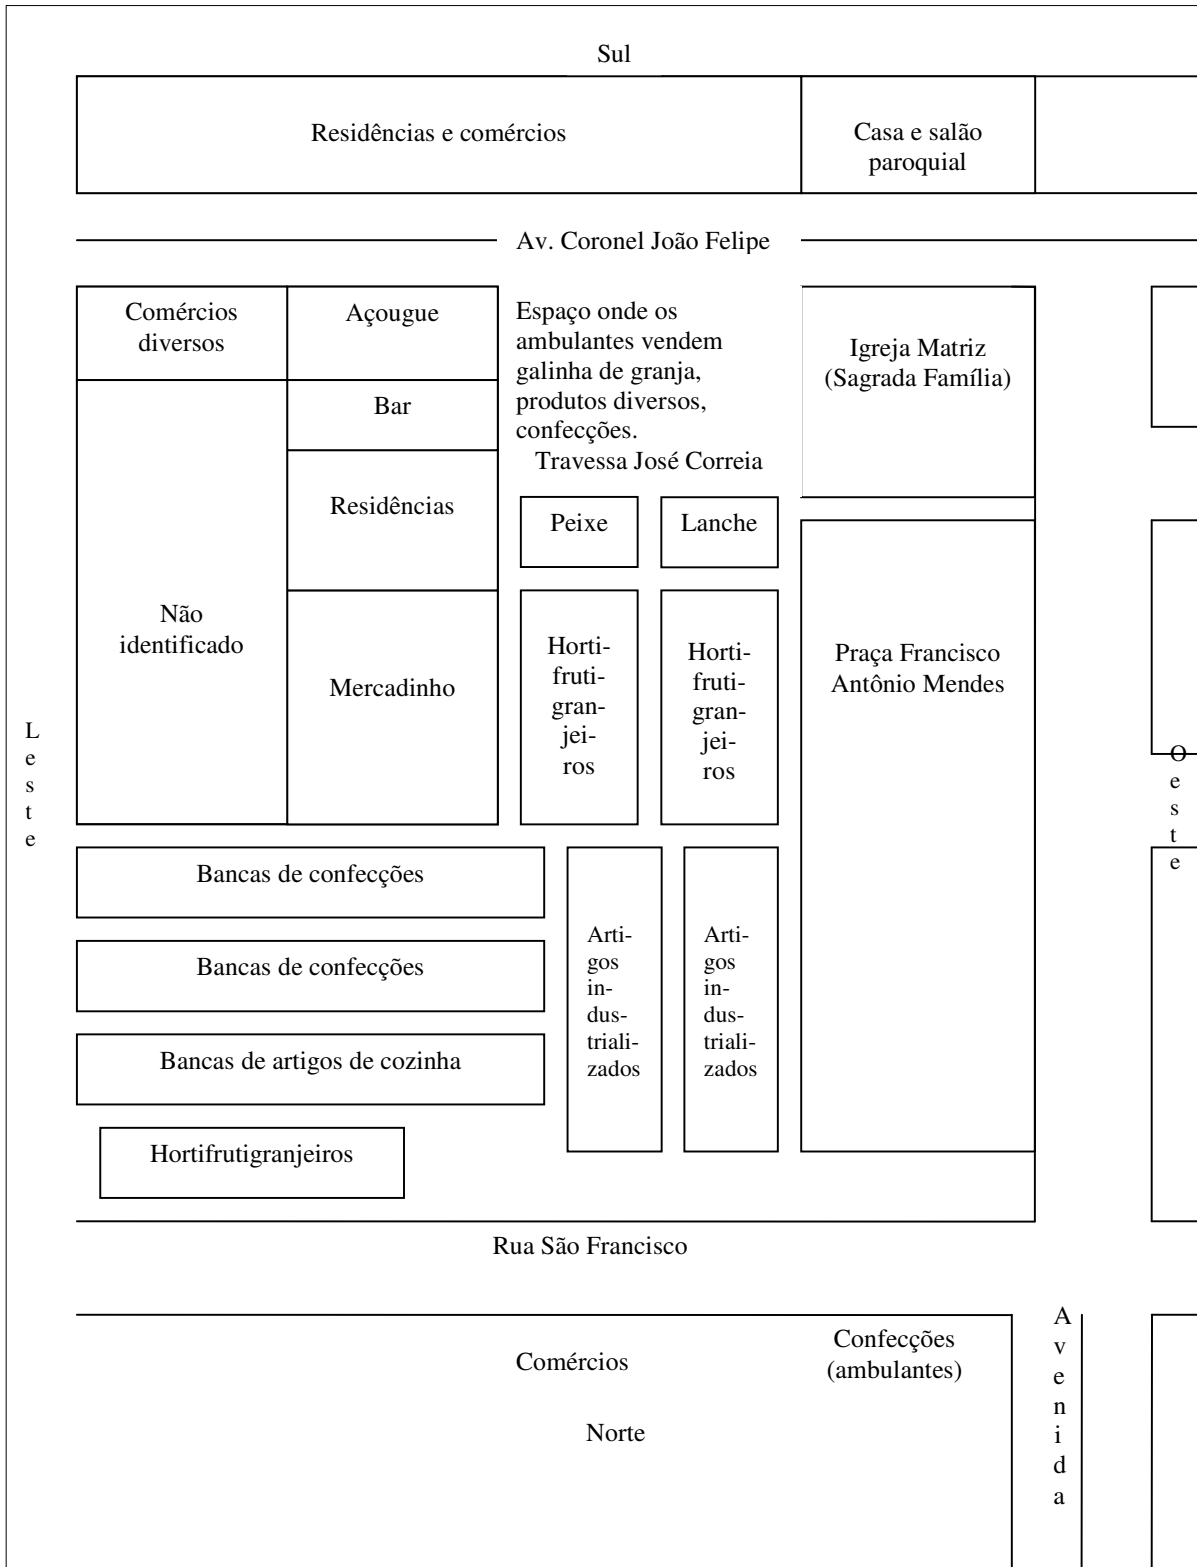 Sul
Residências e comércios
Casa e salão
paroquial
Av. Coronel João Felipe
Comércios
diversos
Açougue
Espaço onde os
ambulantes vendem
galinha de granja,
produtos diversos,
confecções.
Travessa José Correia
Igreja Matriz
(Sagrada Família)
Bar
Residências
Peixe
Lanche
Não
identificado
Mercadinho
Horti-
fruti-
gran-
jei-
ros
Horti-
fruti-
gran-
jei-
ros
Praça Francisco
Antônio Mendes
L
e
s
t
e
O
e
s
t
e
Bancas de confecções
Bancas de confecções
Bancas de artigos de cozinha
Hortifrutigranjeiros
Arti-
gos
in-
dus-
triali-
zados
Arti-
gos
in-
dus-
triali-
zados
Rua São Francisco
Comércios
Confecções
(ambulantes)
Norte
A
v
e
n
i
d
a